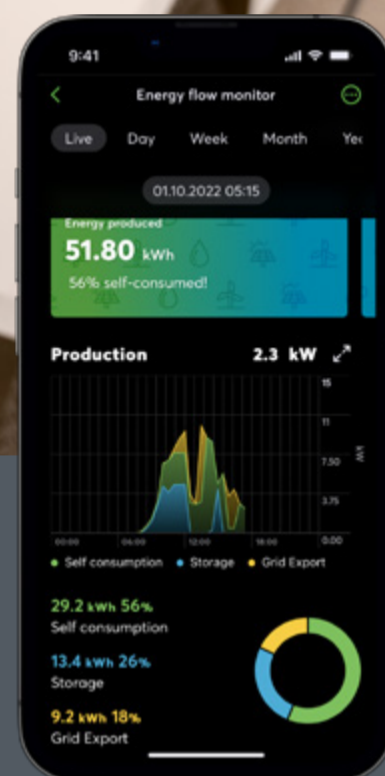 9:41
Energy flow monitor
Live Day Week Month Ye
01.10.2022 05:15
Energy produced
51.80 kWh
56% self-consumed!
Production 2.3 kW
15
11
7.50
kW
3.75
00:00 06:00 12:00 18:00 0.00
Self consumption Storage Grid Export
29.2 kWh 56%
Self consumption
13.4 kWh 26%
Storage
9.2 kWh 18%
Grid Export